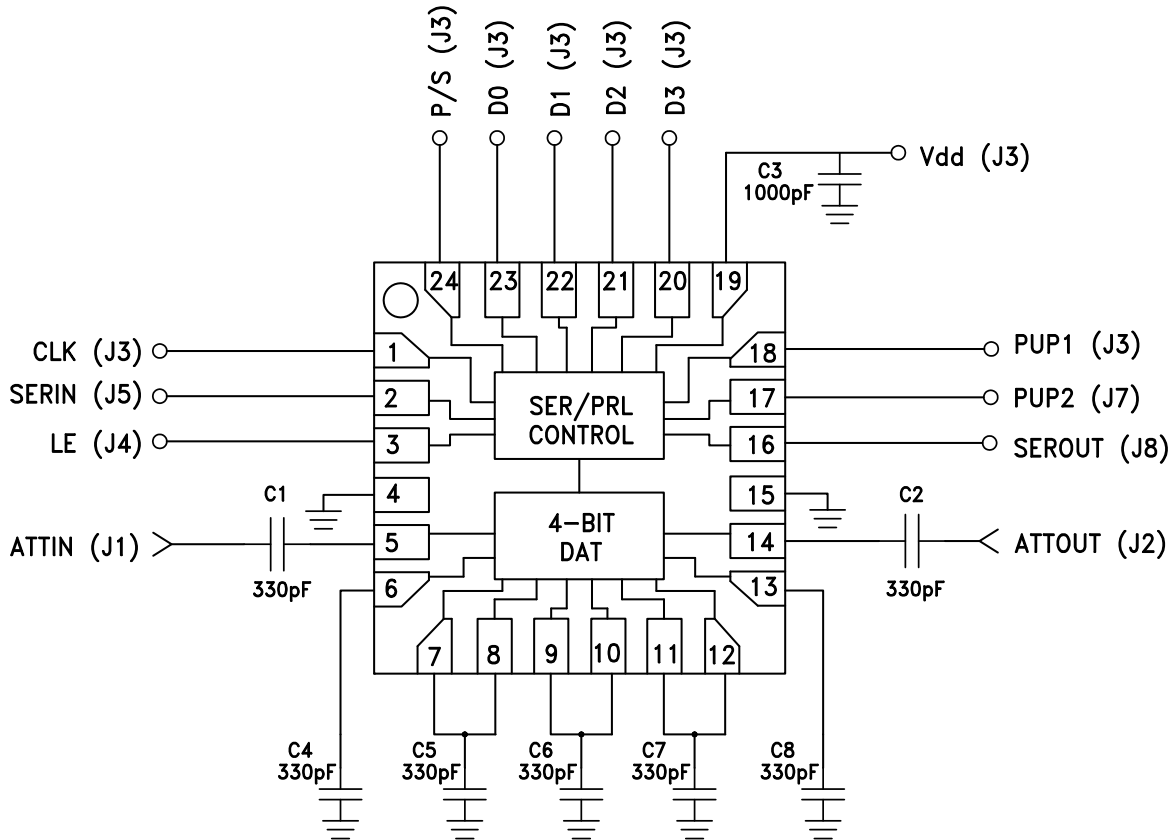 P/S (J3)
D0 (J3)
D1 (J3)
D2 (J3)
D3 (J3)
Vdd (J3)
C3
1000pF
24
23
22
21
20
19
CLK (J3)
1
18
PUP1 (J3)
SERIN (J5)
2
17
PUP2 (J7)
SER/PRL
CONTROL
LE (J4)
3
16
SEROUT (J8)
C1
4
15
C2
4-BIT
DAT
ATTIN (J1)
5
14
ATTOUT (J2)
330pF
6
13
330pF
7
8
9
10
11
12
C4
330pF
C5
330pF
C6
330pF
C7
330pF
C8
330pF